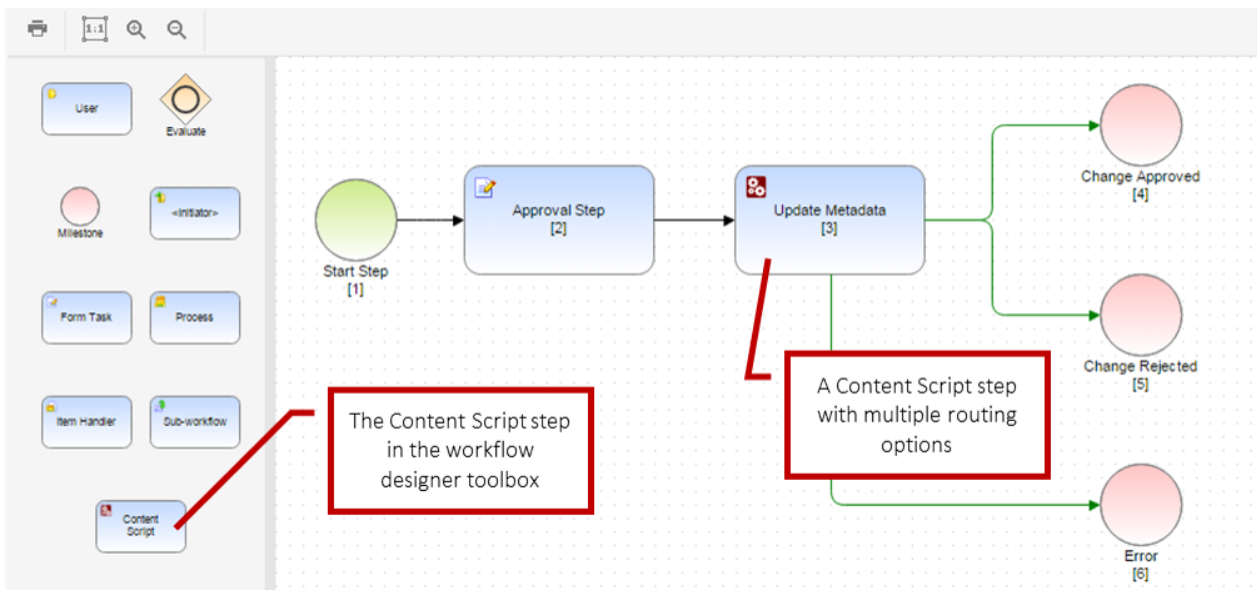 1:1
User
Evaluate
Milestone
<Initiator>
Form Task
Process
Item Handler
Sub-workflow
Content
Script
Start Step
[1]
Approval Step
[2]
Update Metadata
[3]
Change Approved
[4]
Change Rejected
[5]
Error
[6]
The Content Script step
in the workflow
designer toolbox
A Content Script step
with multiple routing
options